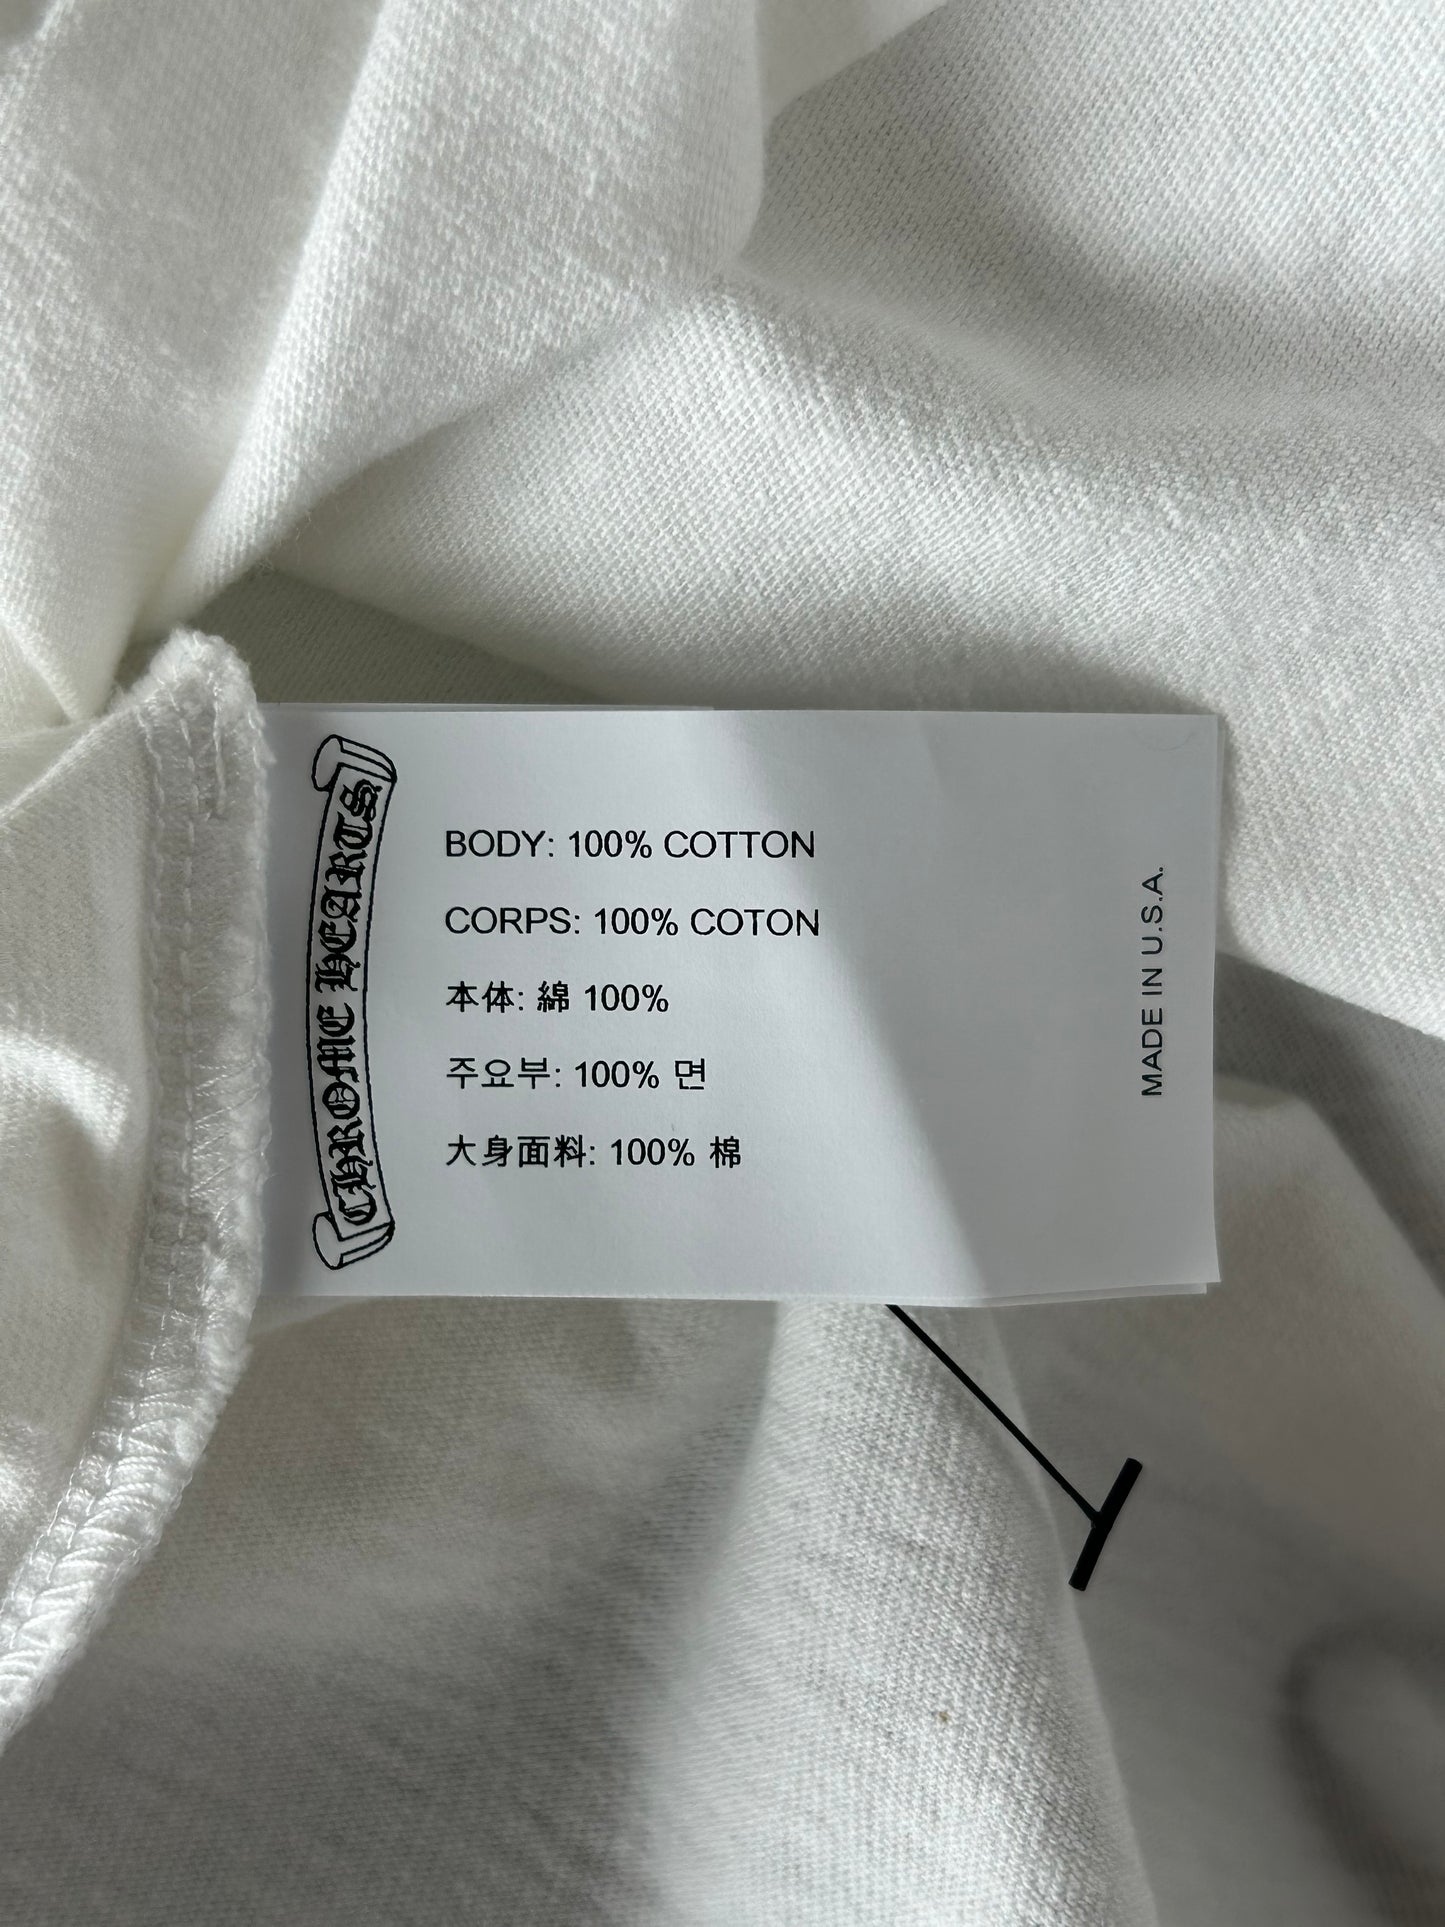 CHROME HEARTS
BODY: 100% COTTON
CORPS: 100% COTON
本体: 綿 100%
주요부: 100% 면
大身面料: 100% 棉
MADE IN U.S.A.